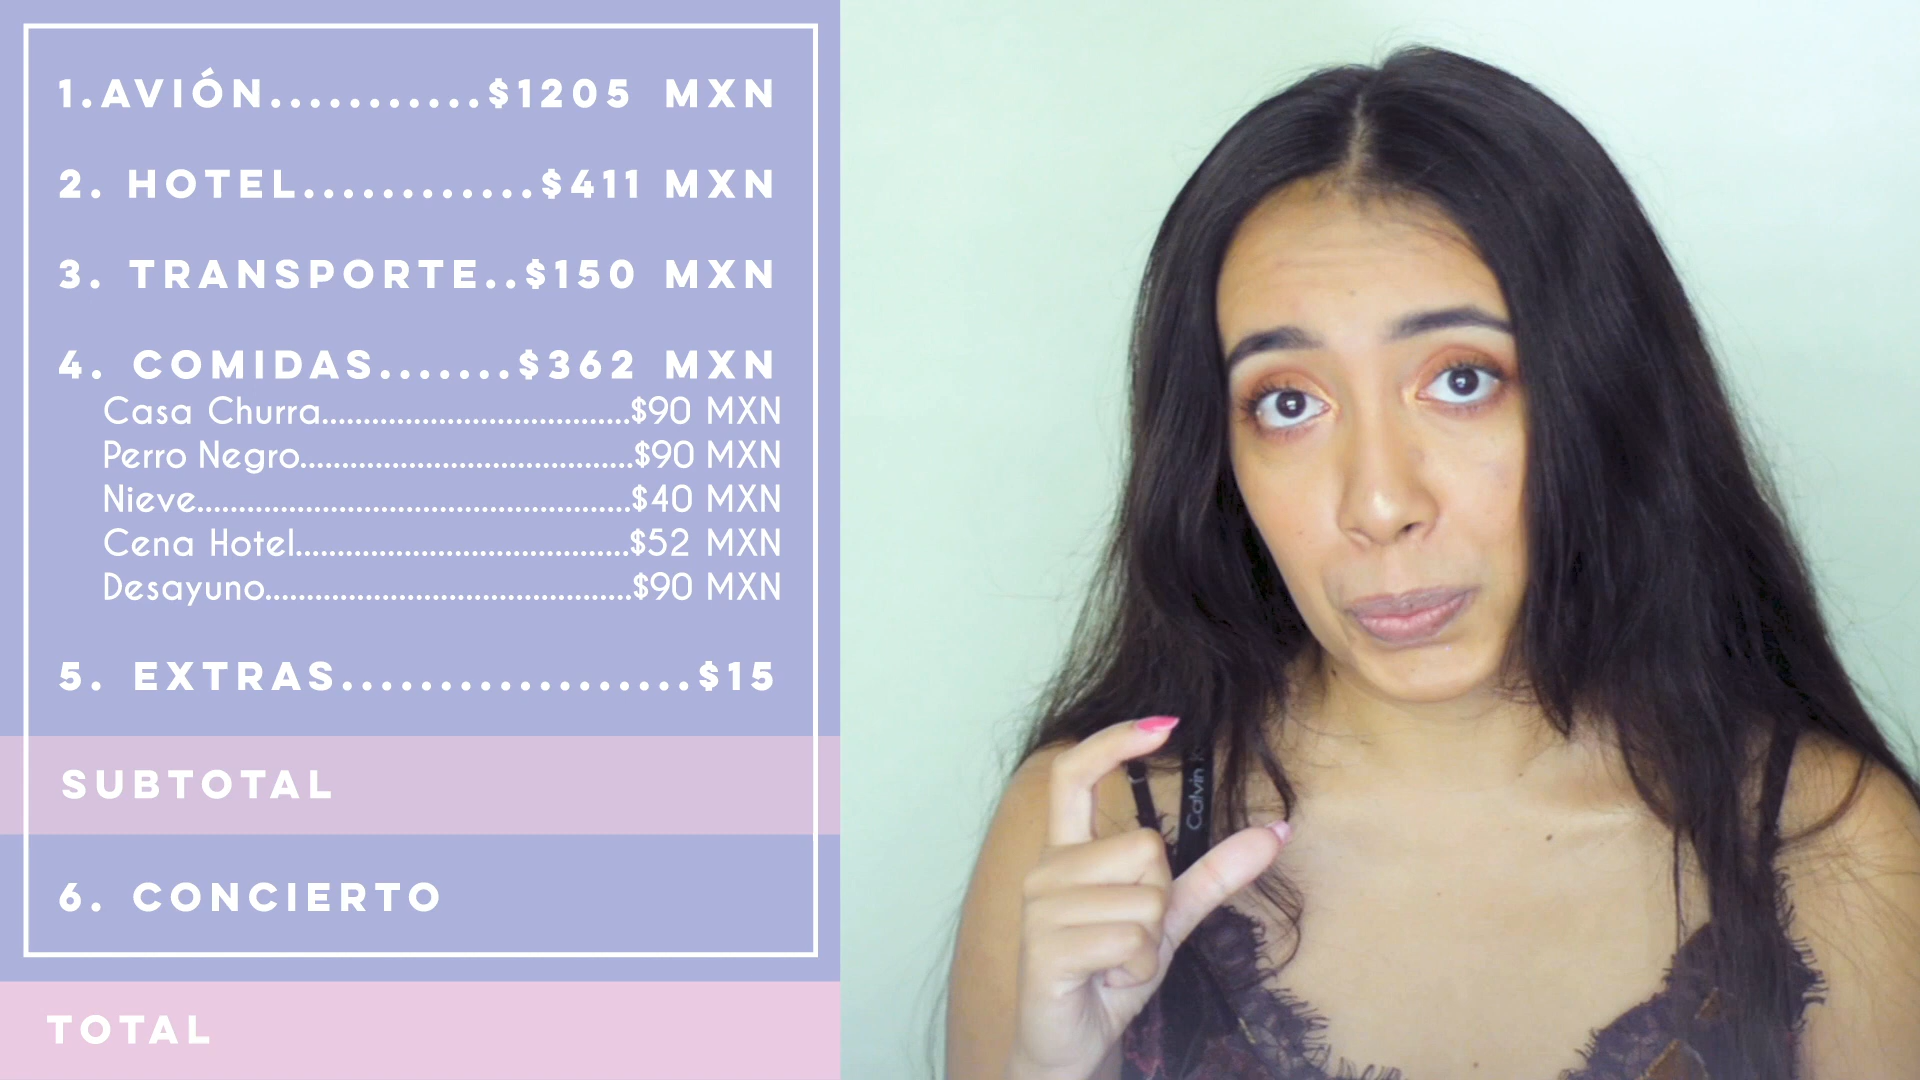 1.AVIÓN...........$1205 MXN
2. HOTEL............$411 MXN
3. TRANSPORTE..$150 MXN
4. COMIDAS.......$362 MXN
Casa Churra.....................................$90 MXN
Perro Negro........................................$90 MXN
Nieve....................................................$40 MXN
Cena Hotel........................................$52 MXN
Desayuno............................................$90 MXN
5. EXTRAS..................$15
SUBTOTAL
6. CONCIERTO
TOTAL
Calvin